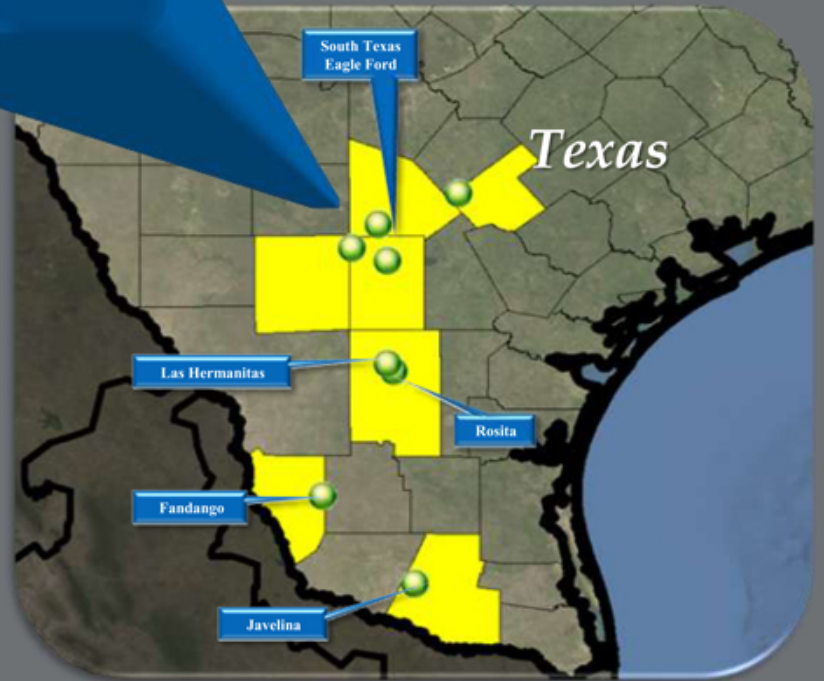 South Texas
Eagle Ford
Texas
Las Hermanitas
Rosita
Fandango
Javelina